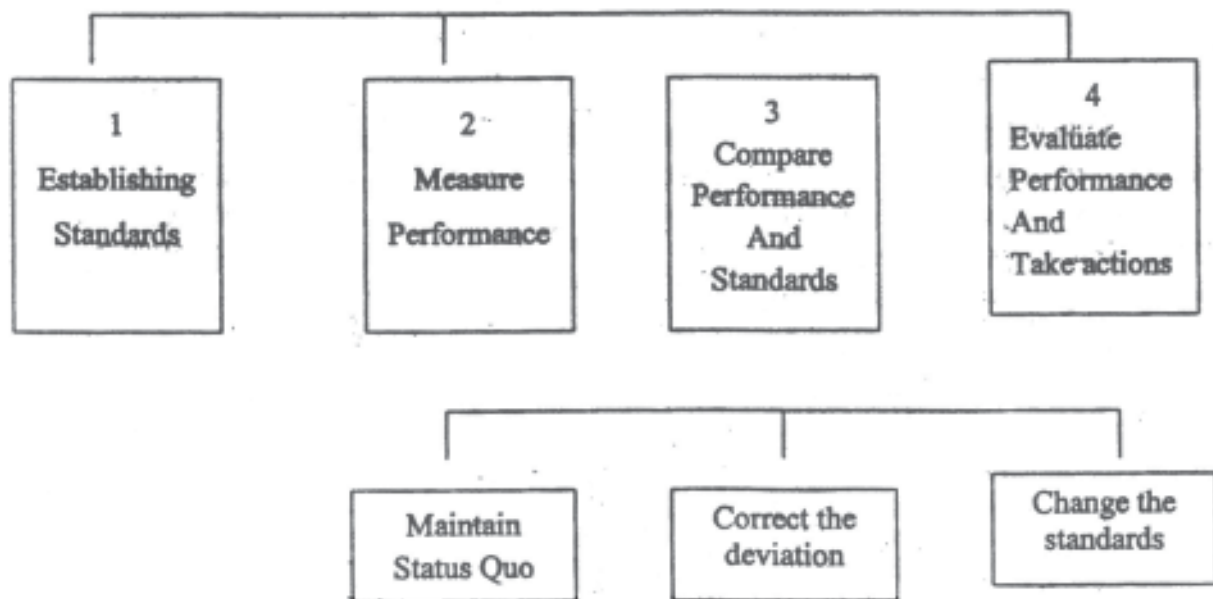 1
Establishing
Standards
2
Measure
Performance
3
Compare
Performance
And
Standards
4
Evaluate
Performance
And
Take actions
Maintain
Status Quo
Correct the
deviation
Change the
standards